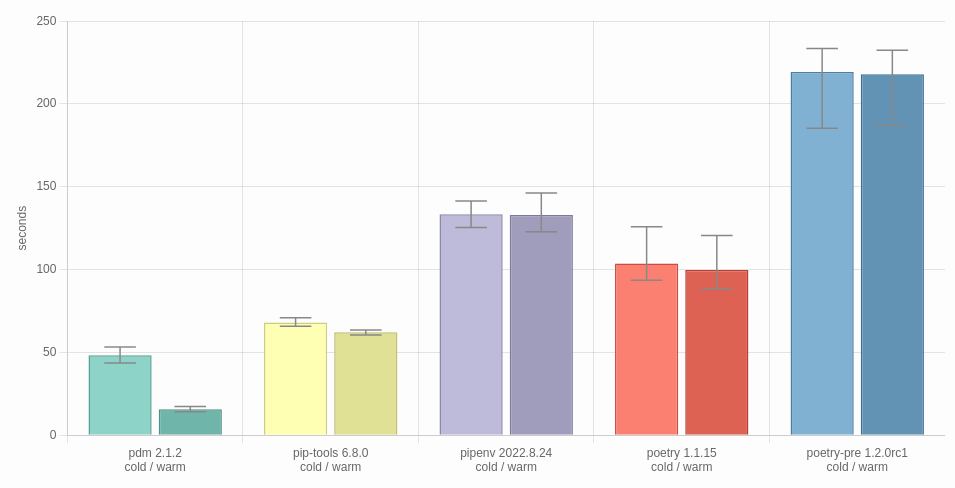 250
200
150
100
50
0
seconds
pdm 2.1.2
cold / warm
pip-tools 6.8.0
cold / warm
pipenv 2022.8.24
cold / warm
poetry 1.1.15
cold / warm
poetry-pre 1.2.0rc1
cold / warm